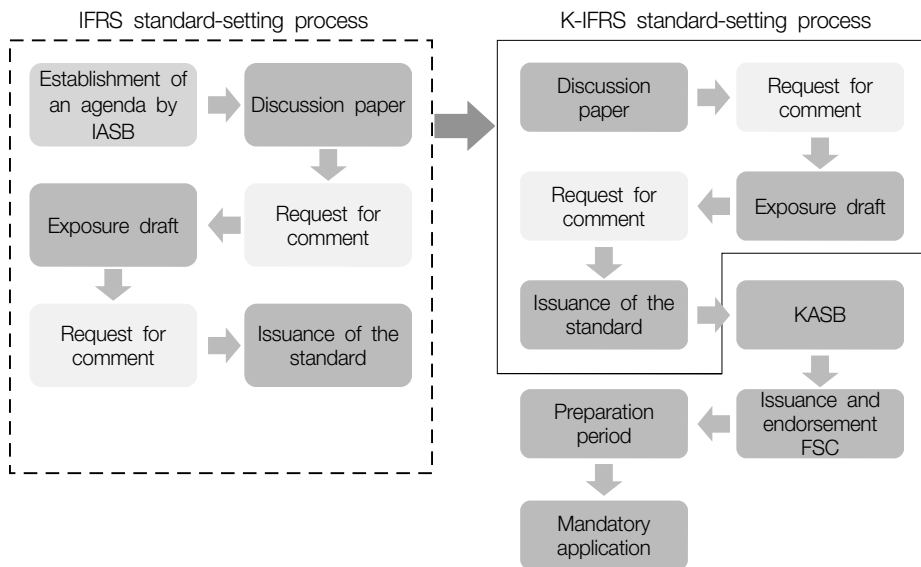 IFRS standard-setting process
Establishment of
an agenda by
IASB
Discussion paper
Request for
comment
Exposure draft
Request for
comment
Issuance of the
standard
K-IFRS standard-setting process
Discussion
paper
Request for
comment
Exposure draft
Request for
comment
Issuance of the
standard
KASB
Issuance and
endorsement
FSC
Preparation
period
Mandatory
application